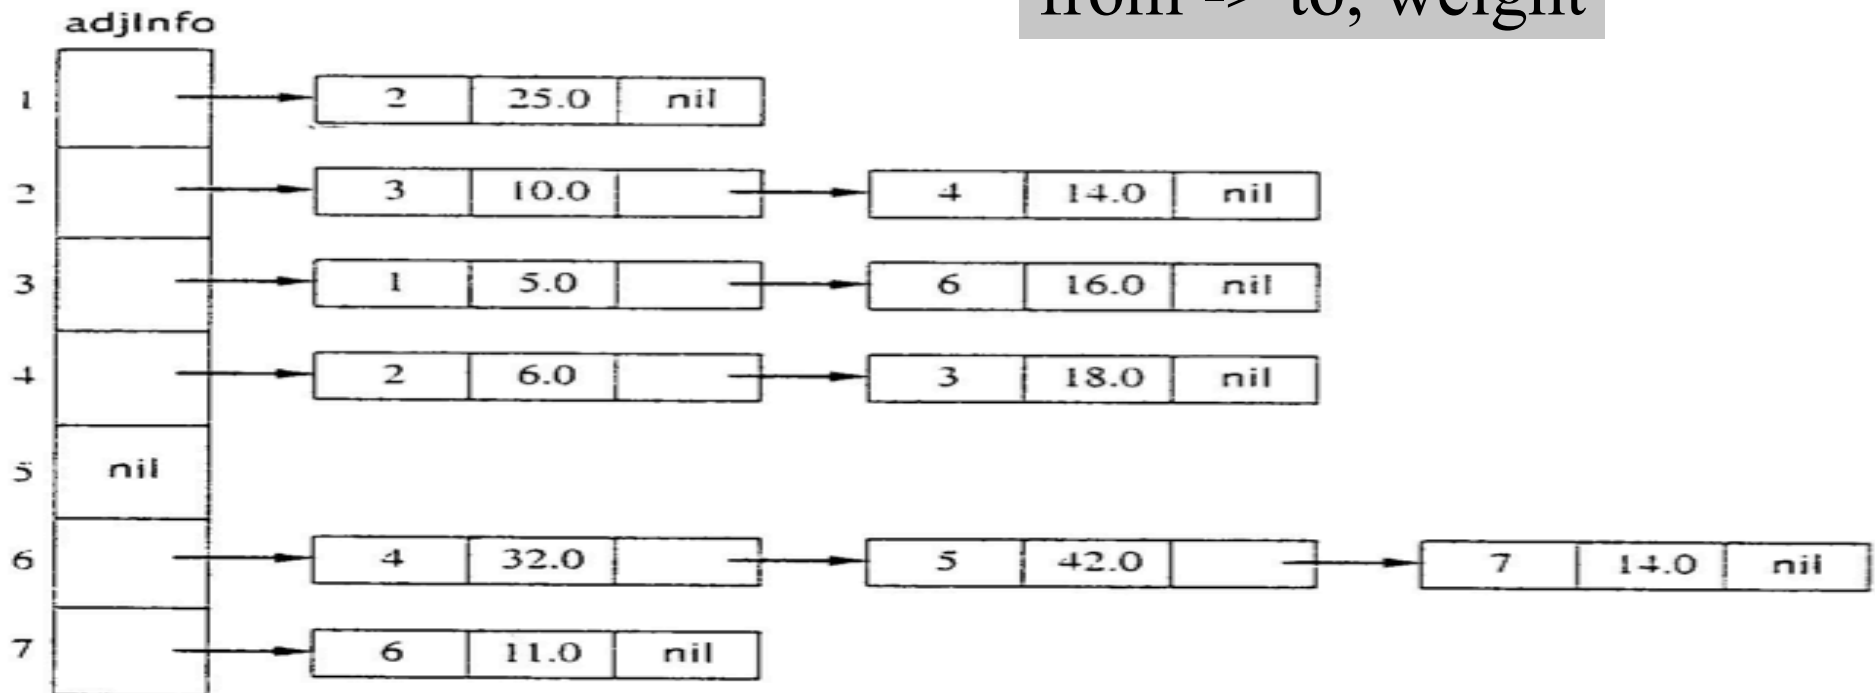 from -> to, weight
adjInfo
1 2 25.0 nil
2 3 10.0 4 14.0 nil
3 1 5.0 6 16.0 nil
4 2 6.0 3 18.0 nil
5 nil
6 4 32.0 5 42.0 7 14.0 nil
7 6 11.0 nil